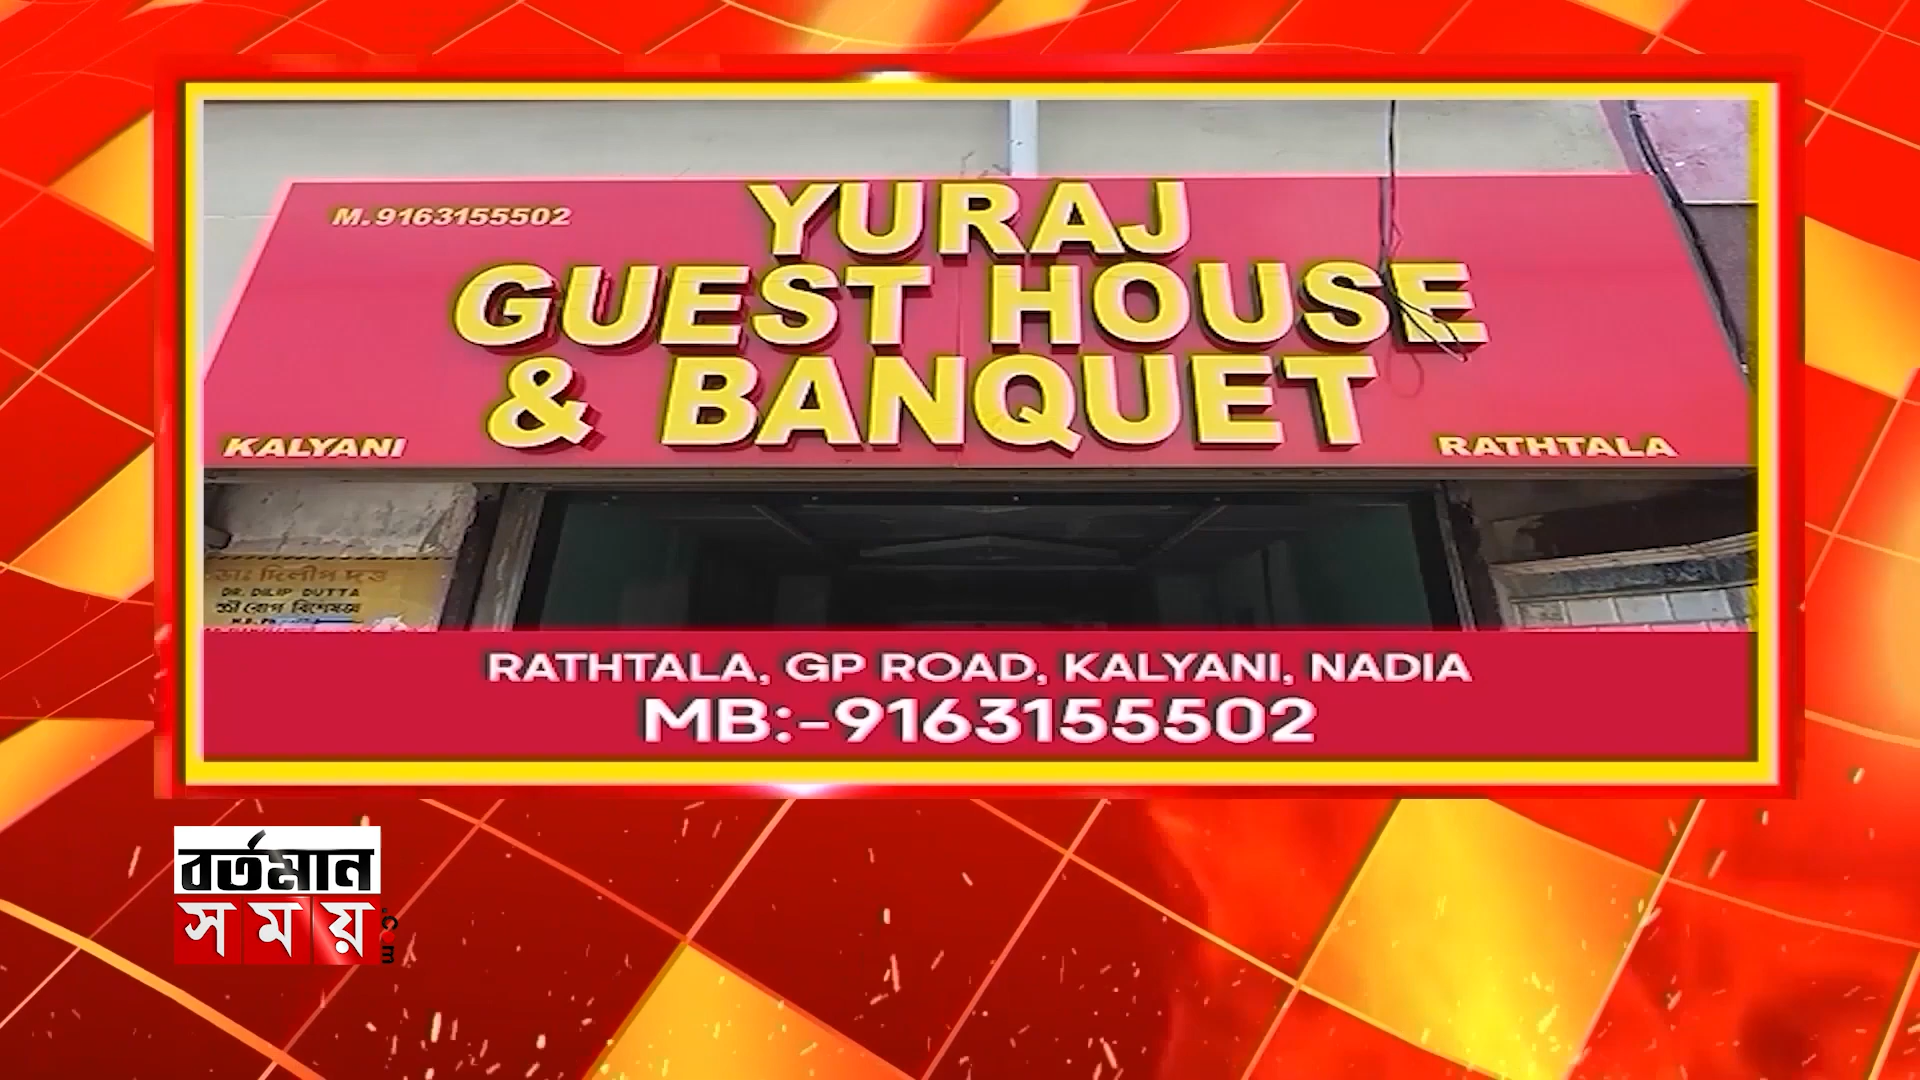 M.9163155502
YURAJ
GUEST HOUSE
& BANQUET
KALYANI
RATHTALA
ডাঃ দিলীপ দত্ত
DR. DILIP DUTTA
স্ত্রী রোগ বিশেষজ্ঞ
RATHTALA, GP ROAD, KALYANI, NADIA
MB:-9163155502
বর্তমান
সময়
.com